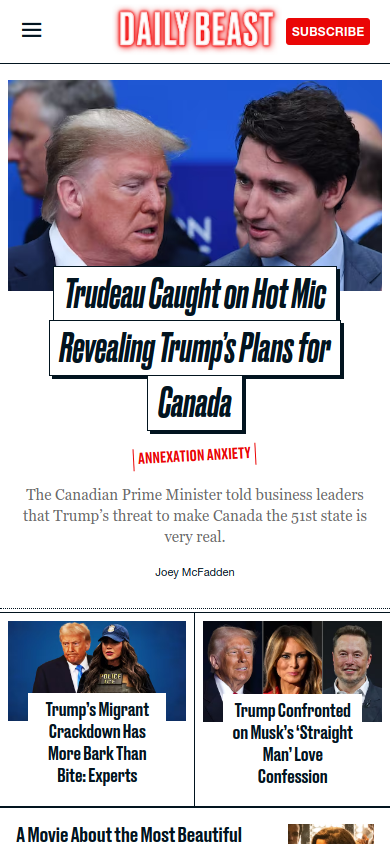 DAILY BEAST
SUBSCRIBE
Trudeau Caught on Hot Mic
Revealing Trump's Plans for
Canada
ANNEXATION ANXIETY
The Canadian Prime Minister told business leaders
that Trump's threat to make Canada the 51st state is
very real.
Joey McFadden
POLICE
Trump's Migrant
Crackdown Has
More Bark Than
Bite: Experts
Trump Confronted
on Musk's ‘Straight
Man’ Love
Confession
A Movie About the Most Beautiful